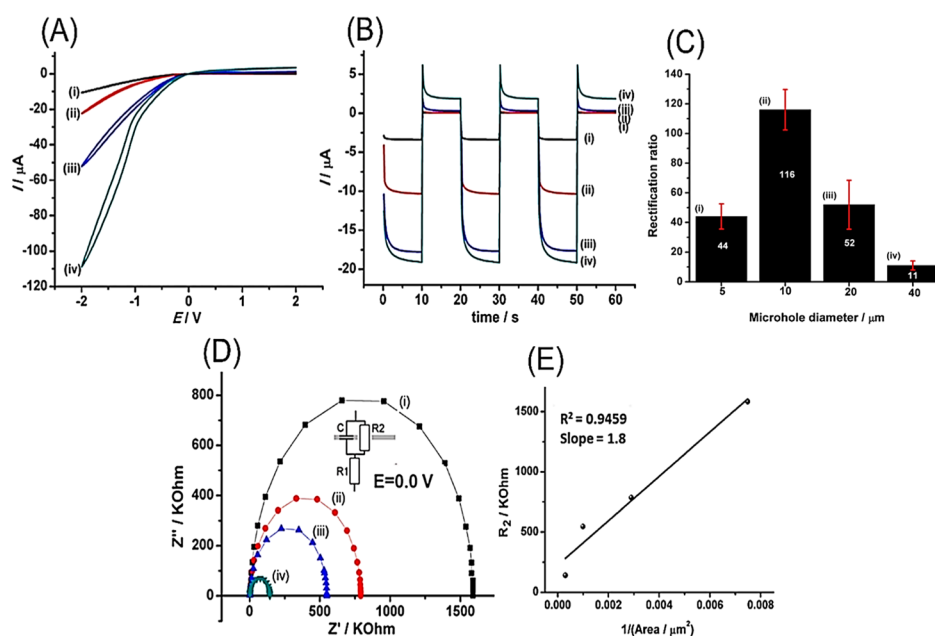 (A)
0
-20
-40
-60
-80
-100
-120
I / µA
(i)
(ii)
(iii)
(iv)
-2 -1 0 1 2
E / V
(B)
5
0
-5
-10
-15
-20
I / µA
(iv)
(iii)
(ii)
(i)
(i)
(ii)
(iii)
(iv)
0 10 20 30 40 50 60
time / s
(C)
140
120
100
80
60
40
20
0
Rectification ratio
(i)
44
(ii)
116
(iii)
52
(iv)
11
5 10 20 40
Microhole diameter / µm
(D)
800
600
400
200
0
Z'' / KOhm
(i)
C
R2
R1
E=0.0 V
(ii)
(iii)
(iv)
0 500 1000 1500
Z' / KOhm
(E)
1500
1000
500
0
R2 / KOhm
R² = 0.9459
Slope = 1.8
0.000 0.002 0.004 0.006 0.008
1/(Area / µm²)